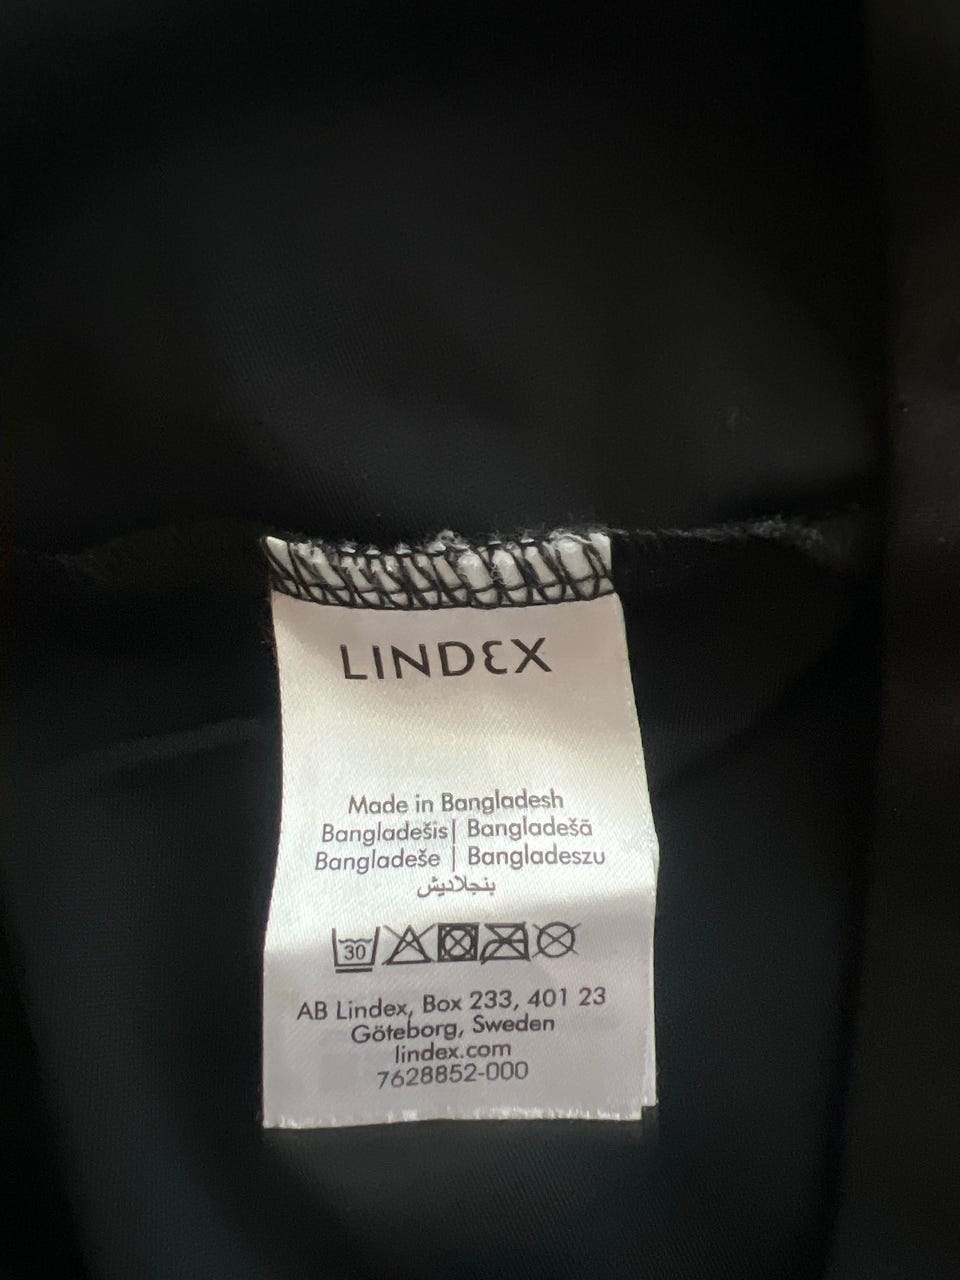 LINDEX
Made in Bangladesh
Bangladešis| Bangladešā
Bangladeše | Bangladeszu
بنجلاديش
30
AB Lindex, Box 233, 401 23
Göteborg, Sweden
lindex.com
7628852-000